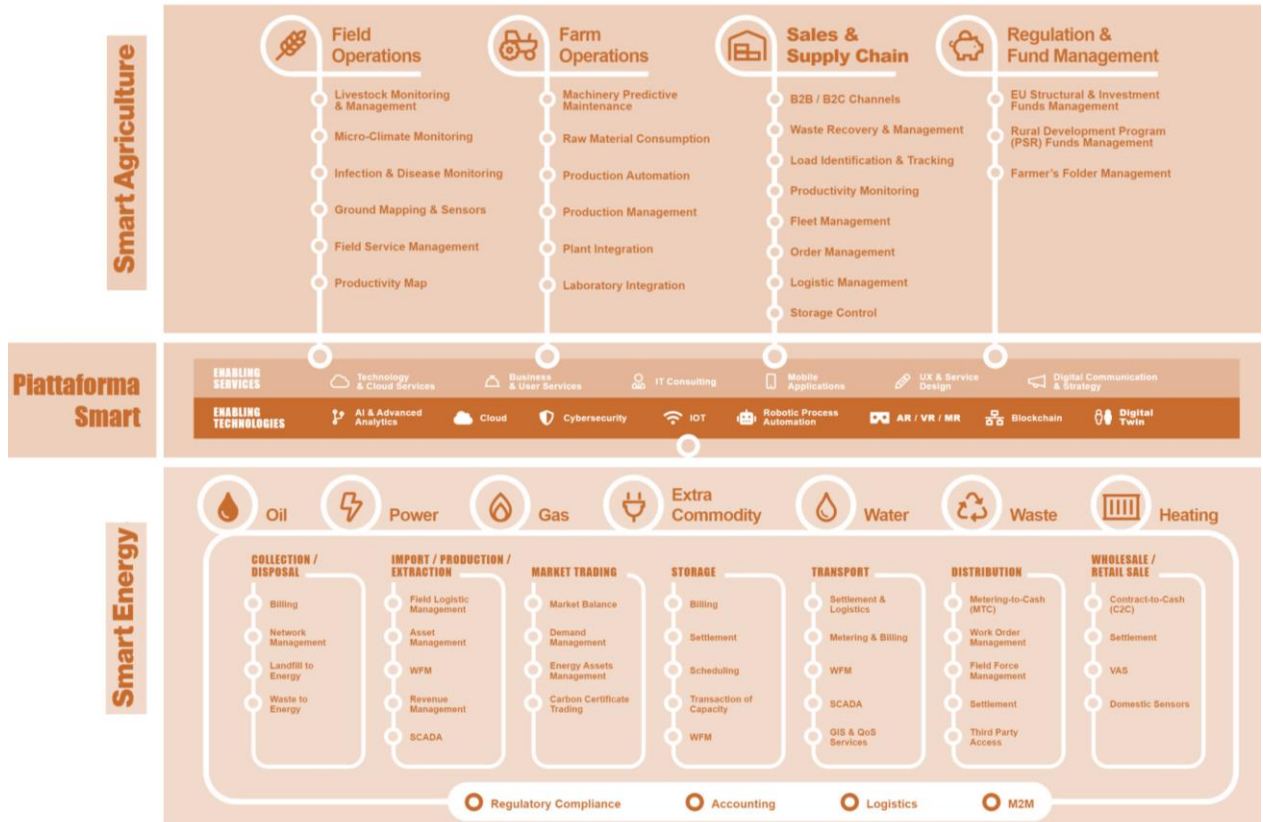 Smart Agriculture
Field
Operations
Livestock Monitoring
& Management
Micro-Climate Monitoring
Infection & Disease Monitoring
Ground Mapping & Sensors
Field Service Management
Productivity Map
Farm
Operations
Machinery Predictive
Maintenance
Raw Material Consumption
Production Automation
Production Management
Plant Integration
Laboratory Integration
Sales &
Supply Chain
B2B / B2C Channels
Waste Recovery & Management
Load Identification & Tracking
Productivity Monitoring
Fleet Management
Order Management
Logistic Management
Storage Control
Regulation &
Fund Management
EU Structural & Investment
Funds Management
Rural Development Program
(PSR) Funds Management
Farmer's Folder Management
Piattaforma
Smart
ENABLING
SERVICES
Technology
& Cloud Services
Business
& User Services
IT Consulting
Mobile
Applications
UX & Service
Design
Digital Communication
& Strategy
ENABLING
TECHNOLOGIES
AI & Advanced
Analytics
Cloud
Cybersecurity
IOT
Robotic Process
Automation
AR / VR / MR
Blockchain
Digital
Twin
Smart Energy
Oil
Power
Gas
Extra
Commodity
Water
Waste
Heating
COLLECTION /
DISPOSAL
Billing
Network
Management
Landfill to
Energy
Waste to
Energy
IMPORT / PRODUCTION /
EXTRACTION
Field Logistic
Management
Asset
Management
WFM
Revenue
Management
SCADA
MARKET TRADING
Market Balance
Demand
Management
Energy Assets
Management
Carbon Certificate
Trading
STORAGE
Billing
Settlement
Scheduling
Transaction of
Capacity
WFM
TRANSPORT
Settlement &
Logistics
Metering & Billing
WFM
SCADA
GIS & QoS
Services
DISTRIBUTION
Metering-to-Cash
(MTC)
Work Order
Management
Field Force
Management
Settlement
Third Party
Access
WHOLESALE /
RETAIL SALE
Contract-to-Cash
(C2C)
Settlement
VAS
Domestic Sensors
Regulatory Compliance
Accounting
Logistics
M2M